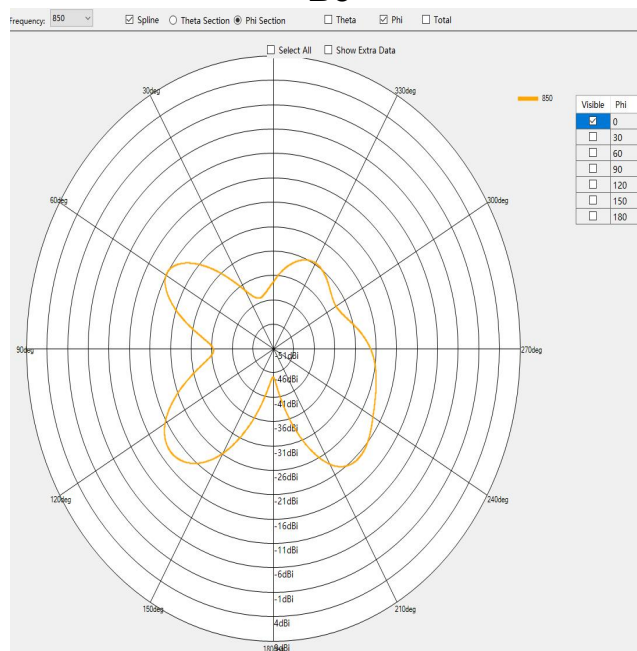 Frequency: 850 Spline Theta Section Phi Section Theta Phi Total
Select All Show Extra Data
850
Visible Phi
0
30
60
90
120
150
180
30deg
330deg
60deg
300deg
90deg
270deg
120deg
240deg
150deg
210deg
-51dBi
-46dBi
-41dBi
-36dBi
-31dBi
-26dBi
-21dBi
-16dBi
-11dBi
-6dBi
-1dBi
4dBi